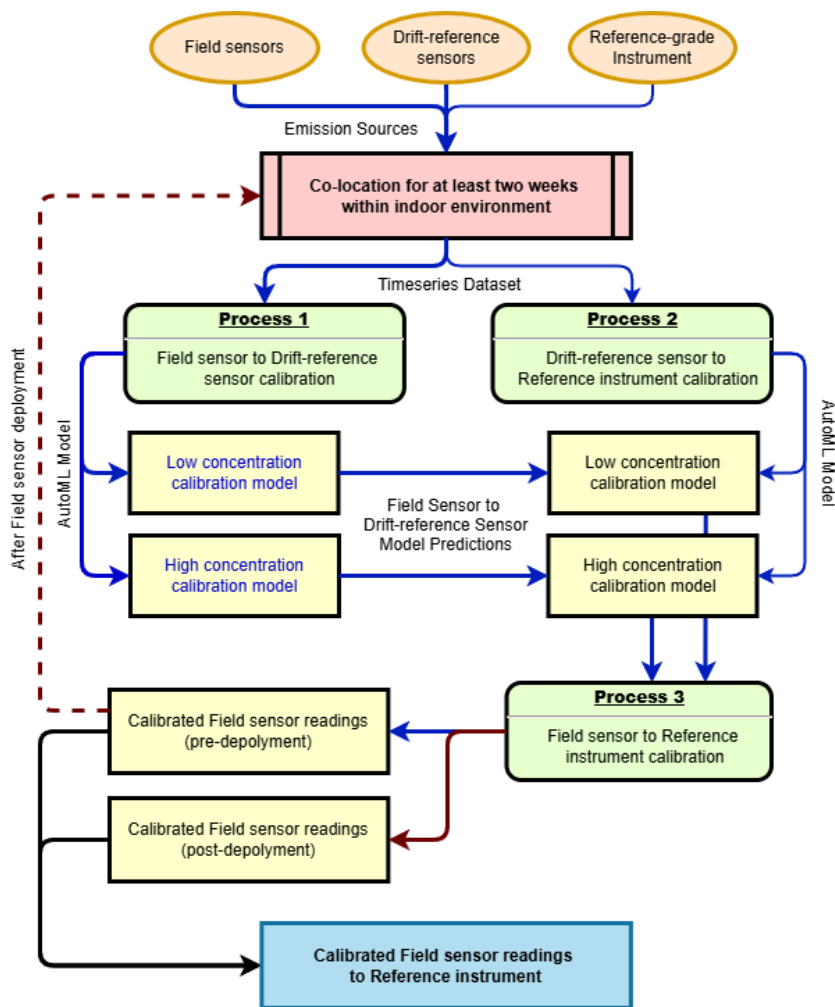 Field sensors
Drift-reference
sensors
Reference-grade
Instrument
Emission Sources
Co-location for at least two weeks
within indoor environment
Timeseries Dataset
Process 1
Field sensor to Drift-reference
sensor calibration
Process 2
Drift-reference sensor to
Reference instrument calibration
After Field sensor deployment
AutoML Model
AutoML Model
Low concentration
calibration model
Low concentration
calibration model
Field Sensor to
Drift-reference Sensor
Model Predictions
High concentration
calibration model
High concentration
calibration model
Process 3
Field sensor to Reference
instrument calibration
Calibrated Field sensor readings
(pre-depolyment)
Calibrated Field sensor readings
(post-depolyment)
Calibrated Field sensor readings
to Reference instrument